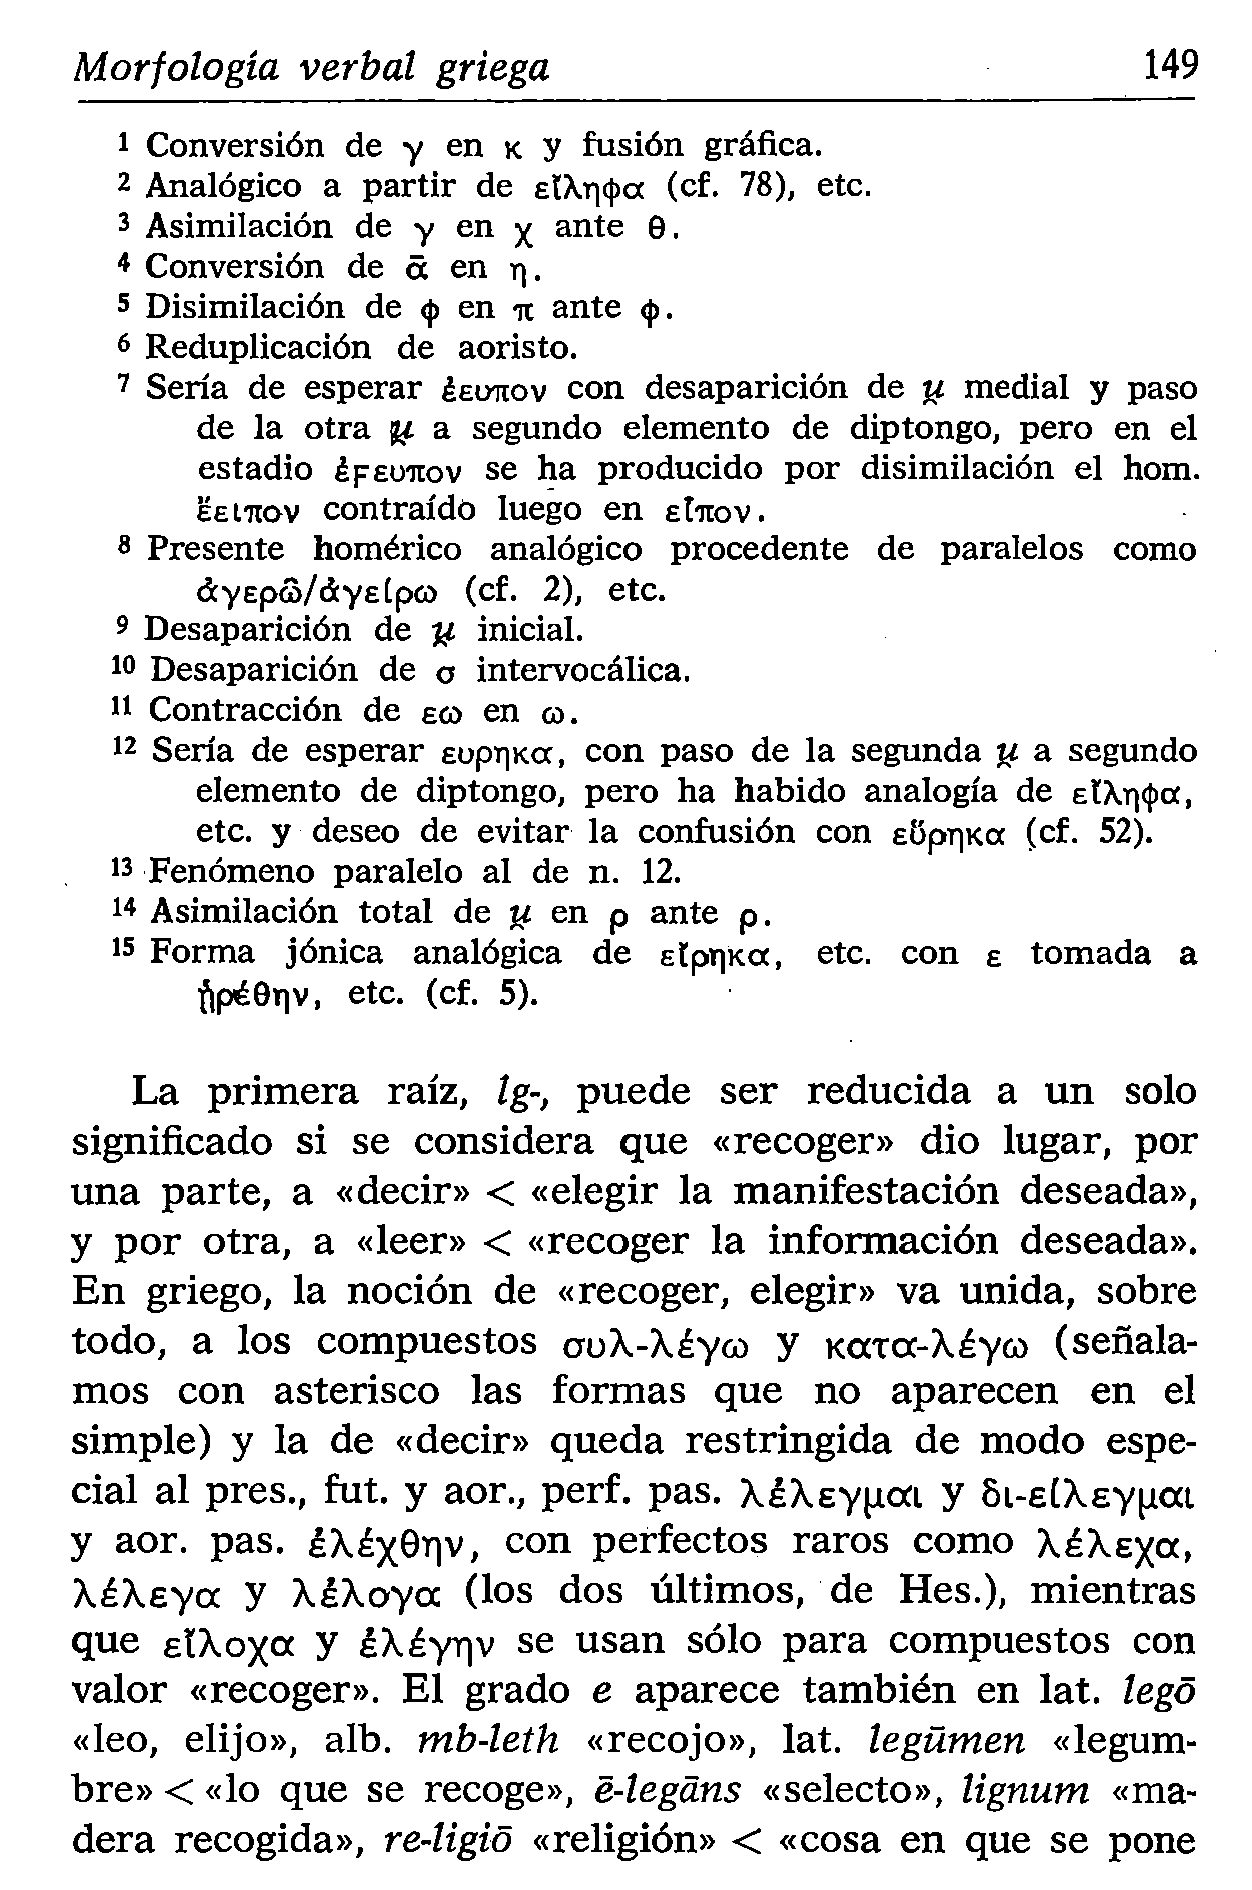 Morfología verbal griega 149
1 Conversión de γ en κ y fusión gráfica.
2 Analógico a partir de εἴληφα (cf. 78), etc.
3 Asimilación de γ en χ ante θ.
4 Conversión de ᾱ en η.
5 Disimilación de φ en π ante φ.
6 Reduplicación de aoristo.
7 Sería de esperar ἐευπον con desaparición de u̯ medial y paso
de la otra u̯ a segundo elemento de diptongo, pero en el
estadio ἐϝευπον se ha producido por disimilación el hom.
ἔειπον contraído luego en εἶπον.
8 Presente homérico analógico procedente de paralelos como
ἀγερῶ/ἀγείρω (cf. 2), etc.
9 Desaparición de u̯ inicial.
10 Desaparición de σ intervocálica.
11 Contracción de εω en ω.
12 Sería de esperar ευρηκα, con paso de la segunda u̯ a segundo
elemento de diptongo, pero ha habido analogía de εἴληφα,
etc. y deseo de evitar la confusión con εὕρηκα (cf. 52).
13 Fenómeno paralelo al de n. 12.
14 Asimilación total de u̯ en ρ ante ρ.
15 Forma jónica analógica de εἴρηκα, etc. con ε tomada a
ᾑρέθην, etc. (cf. 5).
La primera raíz, lg-, puede ser reducida a un solo
significado si se considera que «recoger» dio lugar, por
una parte, a «decir» < «elegir la manifestación deseada»,
y por otra, a «leer» < «recoger la información deseada».
En griego, la noción de «recoger, elegir» va unida, sobre
todo, a los compuestos συλ-λέγω y κατα-λέγω (señala-
mos con asterisco las formas que no aparecen en el
simple) y la de «decir» queda restringida de modo espe-
cial al pres., fut. y aor., perf. pas. λέλεγμαι y δι-είλεγμαι
y aor. pas. ἐλέχθην, con perfectos raros como λέλεχα,
λέλεγα y λέλογα (los dos últimos, de Hes.), mientras
que εἴλοχα y ἐλέγην se usan sólo para compuestos con
valor «recoger». El grado e aparece también en lat. legō
«leo, elijo», alb. mb-leth «recojo», lat. legūmen «legum-
bre» < «lo que se recoge», ē-legāns «selecto», lignum «ma-
dera recogida», re-ligiō «religión» < «cosa en que se pone